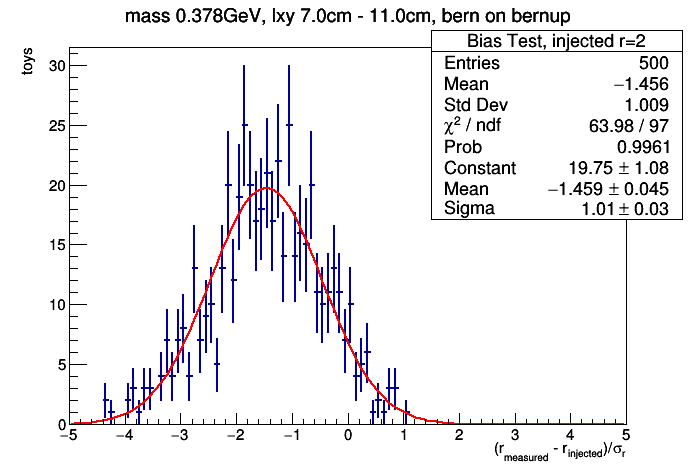 mass 0.378GeV, lxy 7.0cm - 11.0cm, bern on bernup
Bias Test, injected r=2
Entries 500
Mean −1.456
Std Dev 1.009
χ² / ndf 63.98 / 97
Prob 0.9961
Constant 19.75 ± 1.08
Mean −1.459 ± 0.045
Sigma 1.01 ± 0.03
toys
30
25
20
15
10
5
0
−5 −4 −3 −2 −1 0 1 2 3 4 5
(r_measured - r_injected)/σ_r